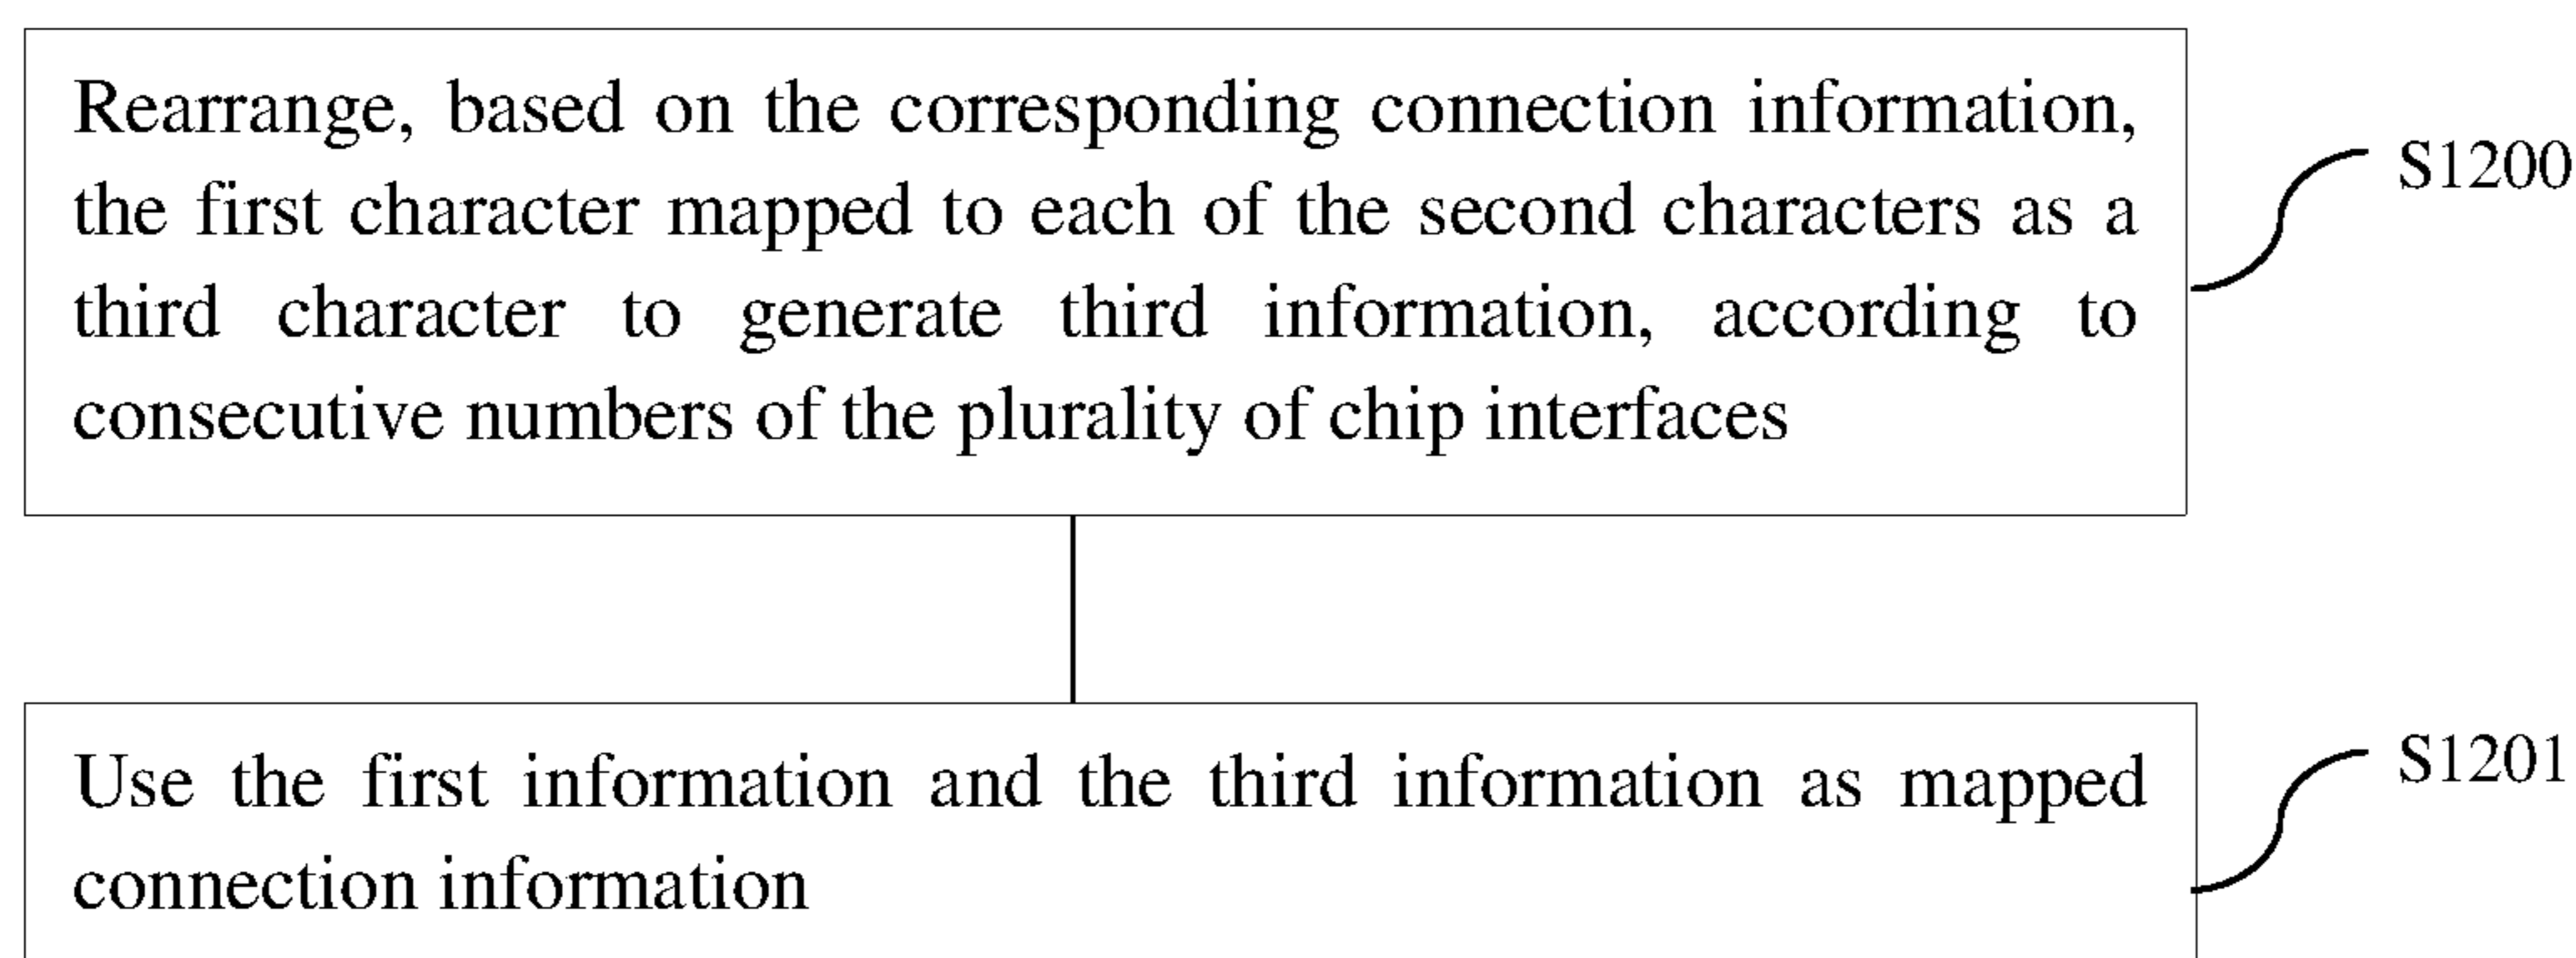 Rearrange, based on the corresponding connection information,
the first character mapped to each of the second characters as a
third character to generate third information, according to
consecutive numbers of the plurality of chip interfaces
S1200
Use the first information and the third information as mapped
connection information
S1201